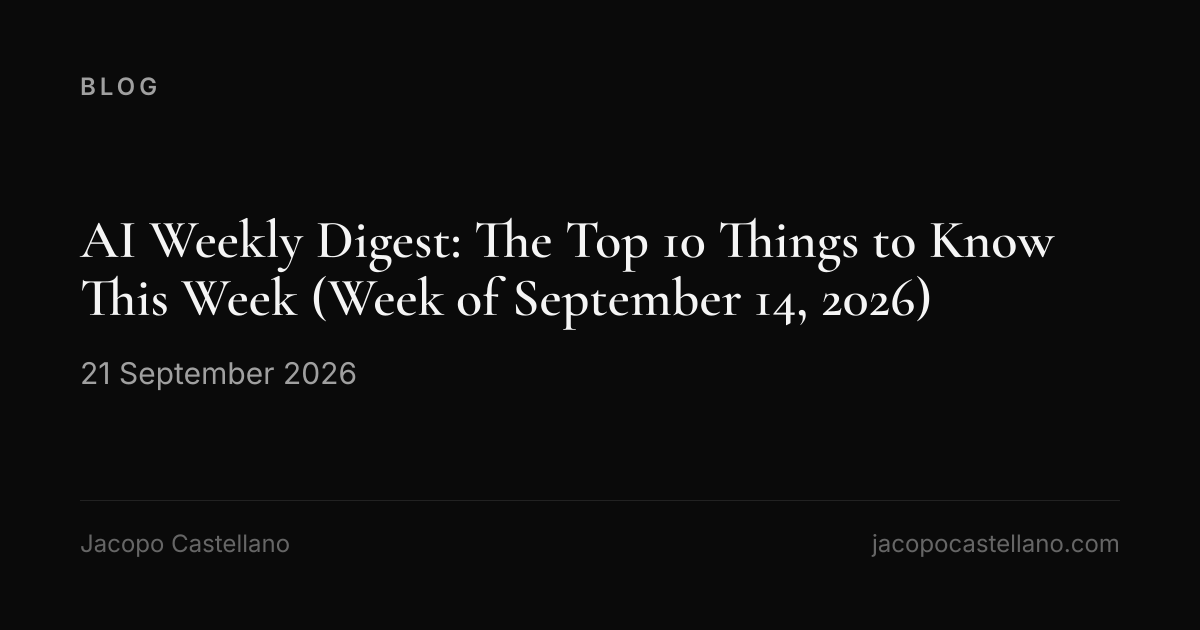 BLOG
AI Weekly Digest: The Top 10 Things to Know
This Week (Week of September 14, 2026)
21 September 2026
Jacopo Castellano
jacopocastellano.com